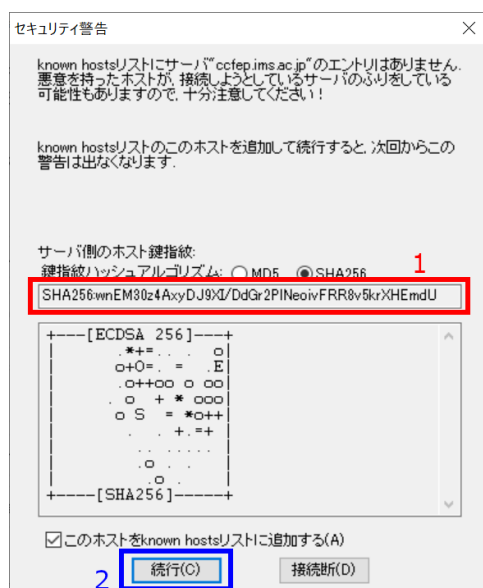 セキュリティ警告
known hostsリストにサーバ"ccfep.ims.ac.jp"のエントリはありません.
悪意を持ったホストが, 接続しようとしているサーバのふりをしている
可能性もありますので, 十分注意してください!
known hostsリストのこのホストを追加して続行すると, 次回からこの
警告は出なくなります.
サーバ側のホスト鍵指紋:
鍵指紋ハッシュアルゴリズム: MD5 SHA256
1
SHA256:wnEM30z4AxyDJ9XI/DdGr2PINeoivFRR8v5krXHEmdU
+---[ECDSA 256]---+
|      .*+=. . .   o|
|      o+O=. =   .E|
|      .o++oo o oo|
|     . o  + * ooo|
|      o S  = *o++|
|       .  . +.=+ |
|        .. ..... |
|        .o . .   |
|         .o .    |
+----[SHA256]-----+
このホストをknown hostsリストに追加する(A)
2
続行(C) 接続断(D)